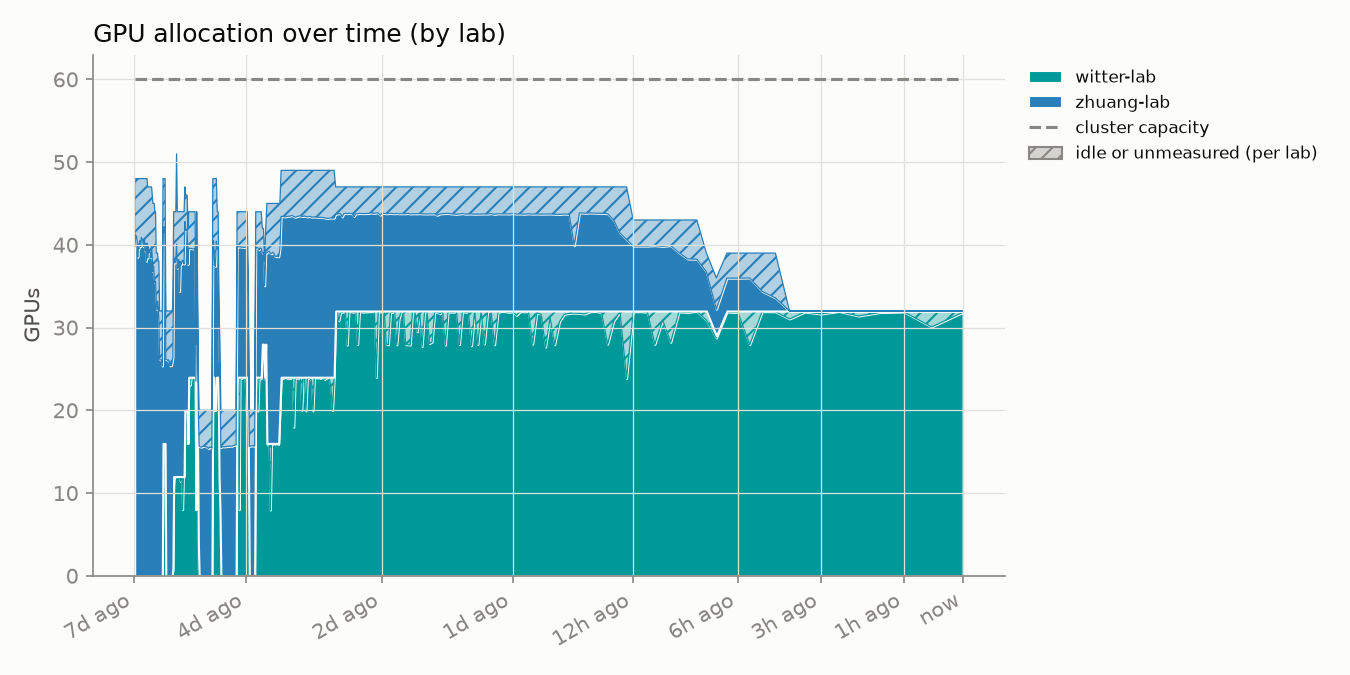 GPU allocation over time (by lab)
witter-lab
zhuang-lab
cluster capacity
idle or unmeasured (per lab)
GPUs
60
50
40
30
20
10
0
7d ago
4d ago
2d ago
1d ago
12h ago
6h ago
3h ago
1h ago
now